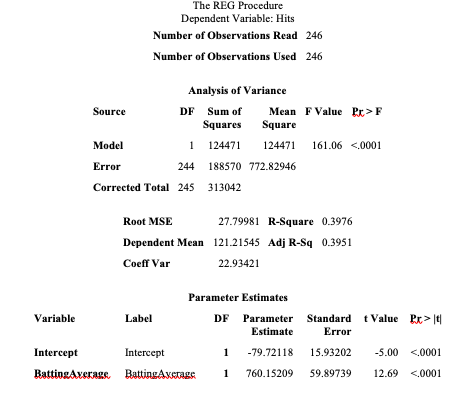 The REG Procedure
Dependent Variable: Hits
Number of Observations Read 246
Number of Observations Used 246
Analysis of Variance
Source DF Sum of Squares Mean Square F Value Pr > F
Model 1 124471 124471 161.06 <.0001
Error 244 188570 772.82946
Corrected Total 245 313042
Root MSE 27.79981 R-Square 0.3976
Dependent Mean 121.21545 Adj R-Sq 0.3951
Coeff Var 22.93421
Parameter Estimates
Variable Label DF Parameter Estimate Standard Error t Value Pr > |t|
Intercept Intercept 1 -79.72118 15.93202 -5.00 <.0001
BattingAverage BattingAverage 1 760.15209 59.89739 12.69 <.0001